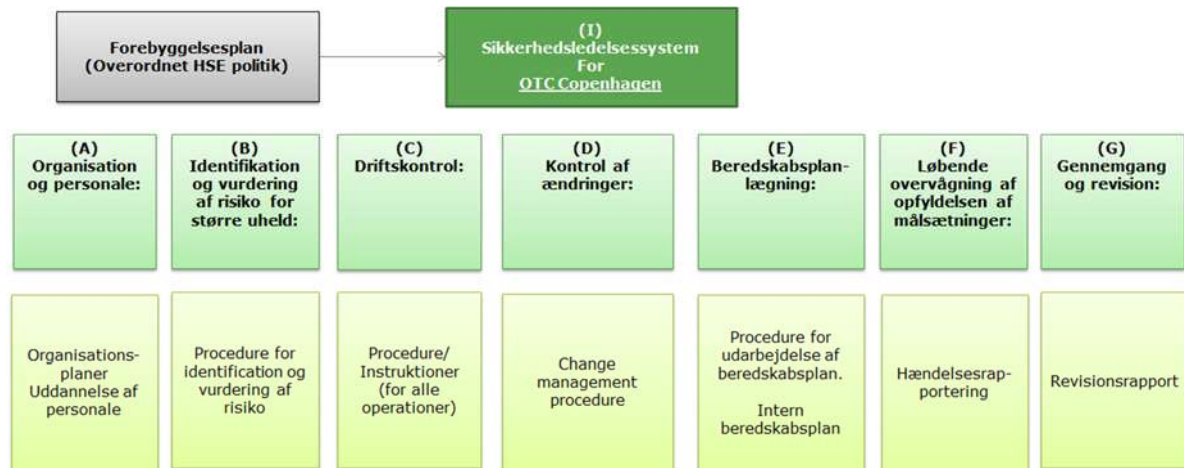 Forebyggelsesplan
(Overordnet HSE politik)
(I)
Sikkerhedsledelsessystem
For
OTC Copenhagen
(A)
Organisation
og personale:
(B)
Identifikation
og vurdering
af risiko for
større uheld:
(C)
Driftskontrol:
(D)
Kontrol af
ændringer:
(E)
Beredskabsplan-
lægning:
(F)
Løbende
overvågning af
opfyldelsen af
målsætninger:
(G)
Gennemgang
og revision:
Organisations-
planer
Uddannelse af
personale
Procedure for
identification og
vurdering af
risiko
Procedure/
Instruktioner
(for alle
operationer)
Change
management
procedure
Procedure for
udarbejdelse af
beredskabsplan.
Intern
beredskabsplan
Hændelsesrap-
portering
Revisionsrapport